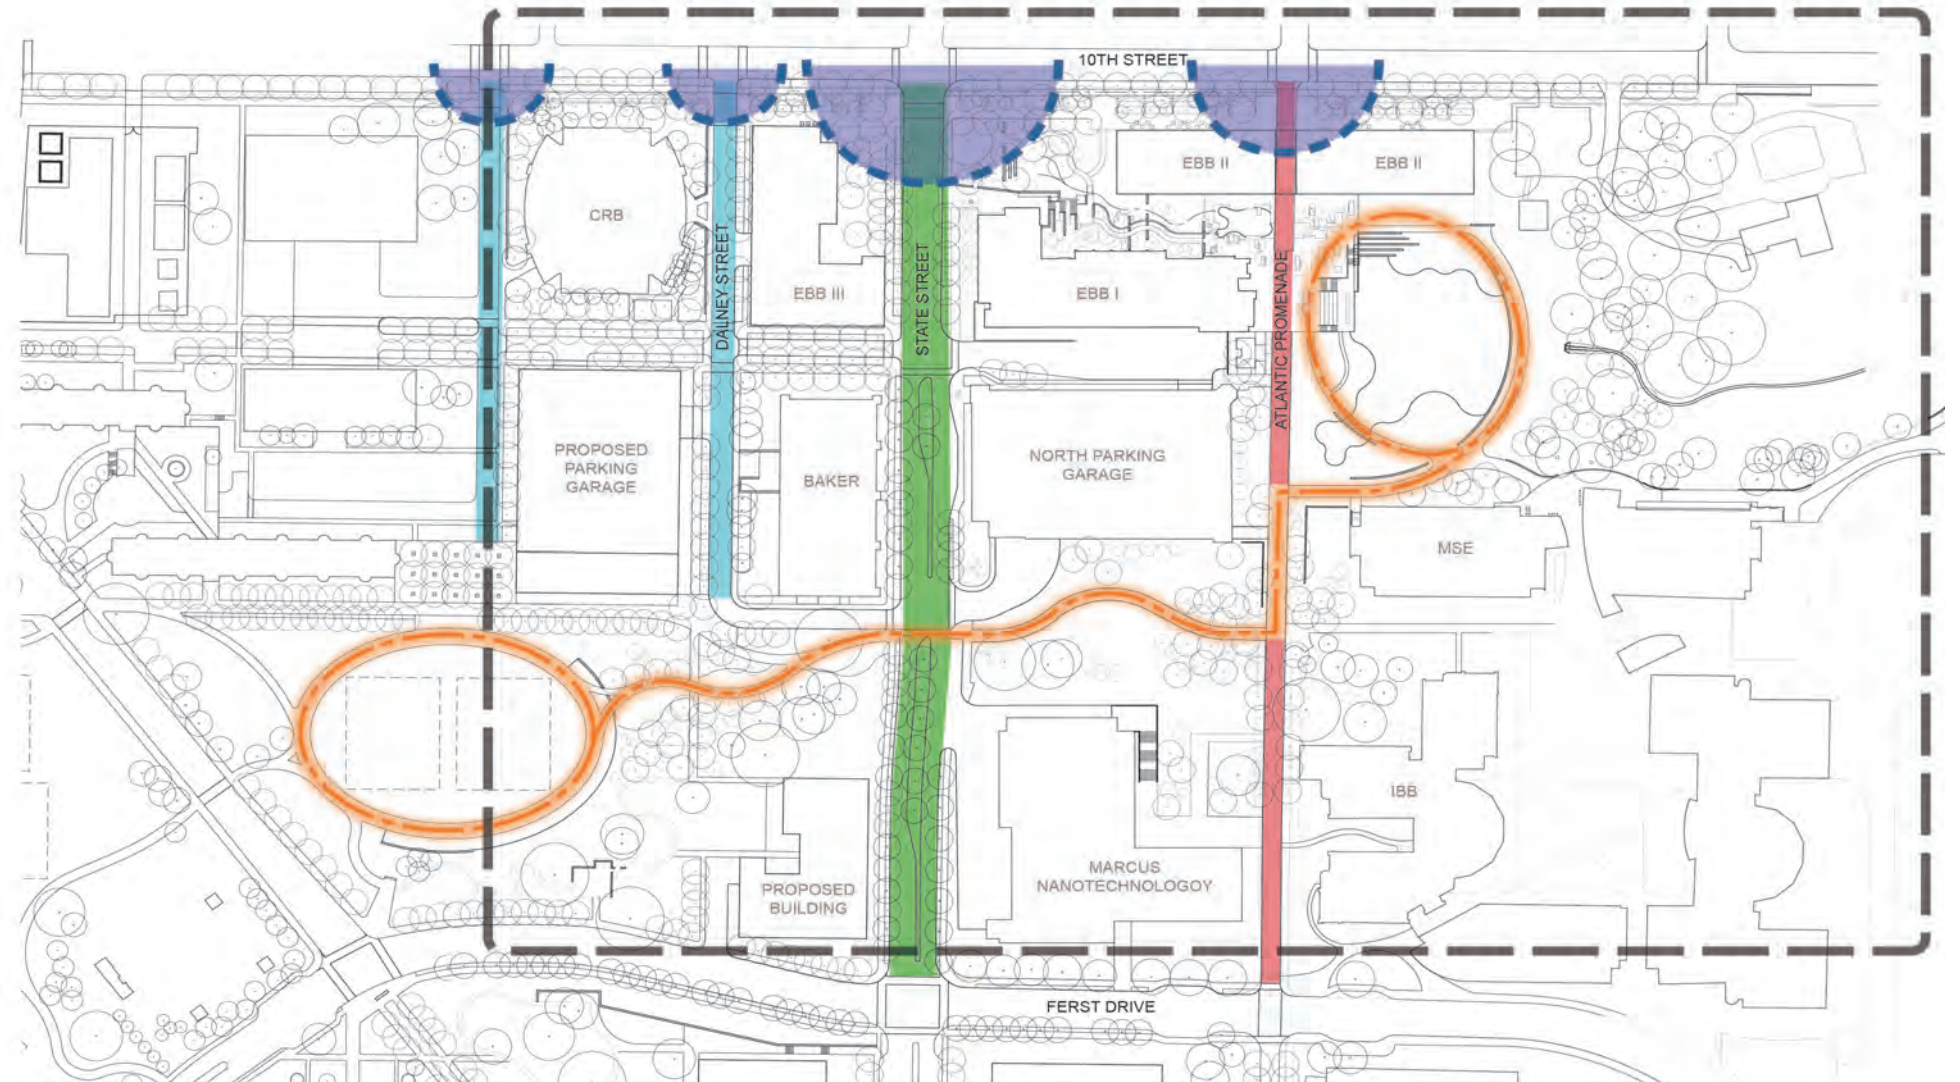 10TH STREET
EBB II
EBB II
CRB
DALNEY STREET
EBB III
STATE STREET
EBB I
ATLANTIC PROMENADE
PROPOSED
PARKING
GARAGE
BAKER
NORTH PARKING
GARAGE
MSE
IBB
PROPOSED
BUILDING
MARCUS
NANOTECHNOLOGOY
FERST DRIVE